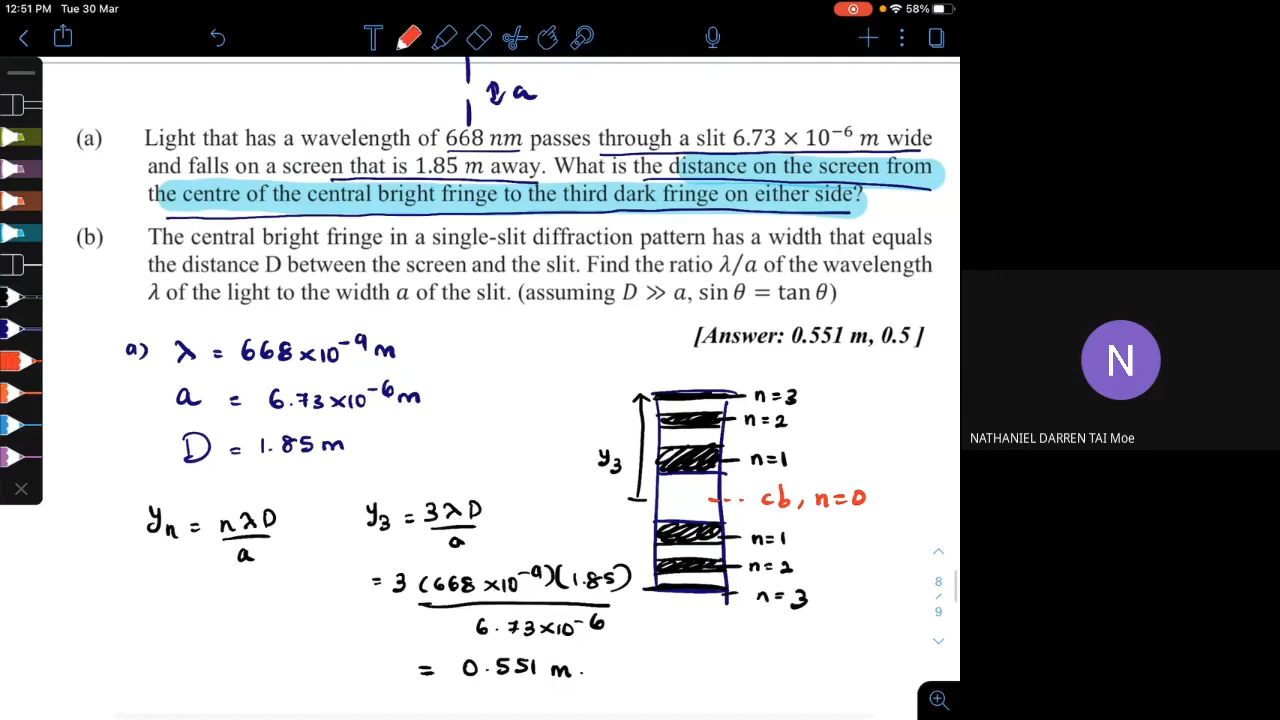 12:51 PM Tue 30 Mar
58%
T
a
(a) Light that has a wavelength of 668 nm passes through a slit 6.73 × 10⁻⁶ m wide
and falls on a screen that is 1.85 m away. What is the distance on the screen from
the centre of the central bright fringe to the third dark fringe on either side?
(b) The central bright fringe in a single-slit diffraction pattern has a width that equals
the distance D between the screen and the slit. Find the ratio λ/a of the wavelength
λ of the light to the width a of the slit. (assuming D ≫ a, sin θ = tan θ)
[Answer: 0.551 m, 0.5 ]
a) λ = 668×10⁻⁹ m
a = 6.73×10⁻⁶ m
D = 1.85 m
yₙ = nλD/a
y₃ = 3λD/a
= 3 (668 ×10⁻⁹)(1.85)
6.73×10⁻⁶
= 0.551 m.
n=3
n=2
n=1
y₃
cb, n=0
n=1
n=2
n=3
8
/
9
N
NATHANIEL DARREN TAI Moe